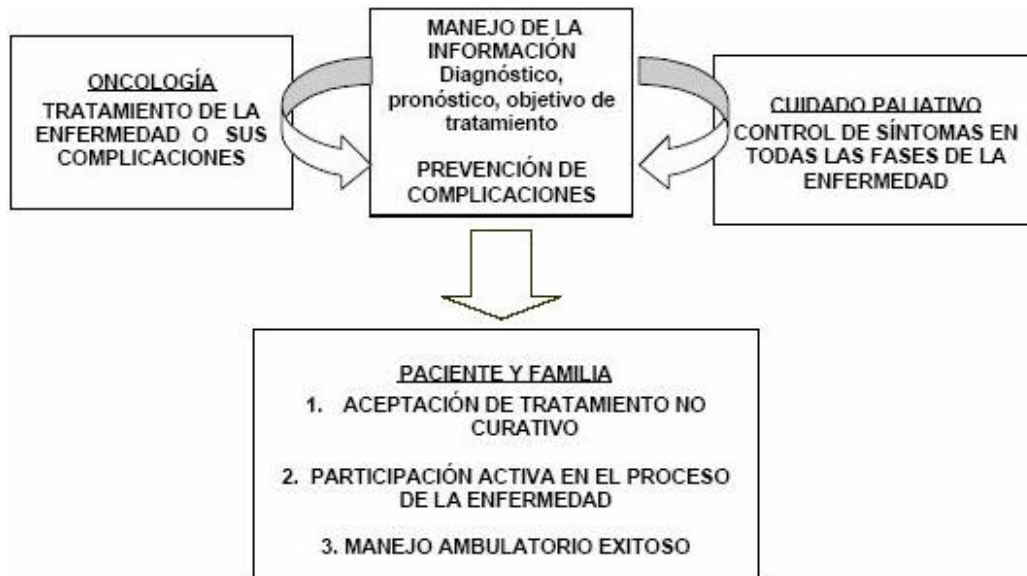 ONCOLOGÍA
TRATAMIENTO DE LA
ENFERMEDAD O SUS
COMPLICACIONES
MANEJO DE LA
INFORMACIÓN
Diagnóstico,
pronóstico, objetivo de
tratamiento
PREVENCIÓN DE
COMPLICACIONES
CUIDADO PALIATIVO
CONTROL DE SÍNTOMAS EN
TODAS LAS FASES DE LA
ENFERMEDAD
PACIENTE Y FAMILIA
1. ACEPTACIÓN DE TRATAMIENTO NO
CURATIVO
2. PARTICIPACIÓN ACTIVA EN EL PROCESO
DE LA ENFERMEDAD
3. MANEJO AMBULATORIO EXITOSO